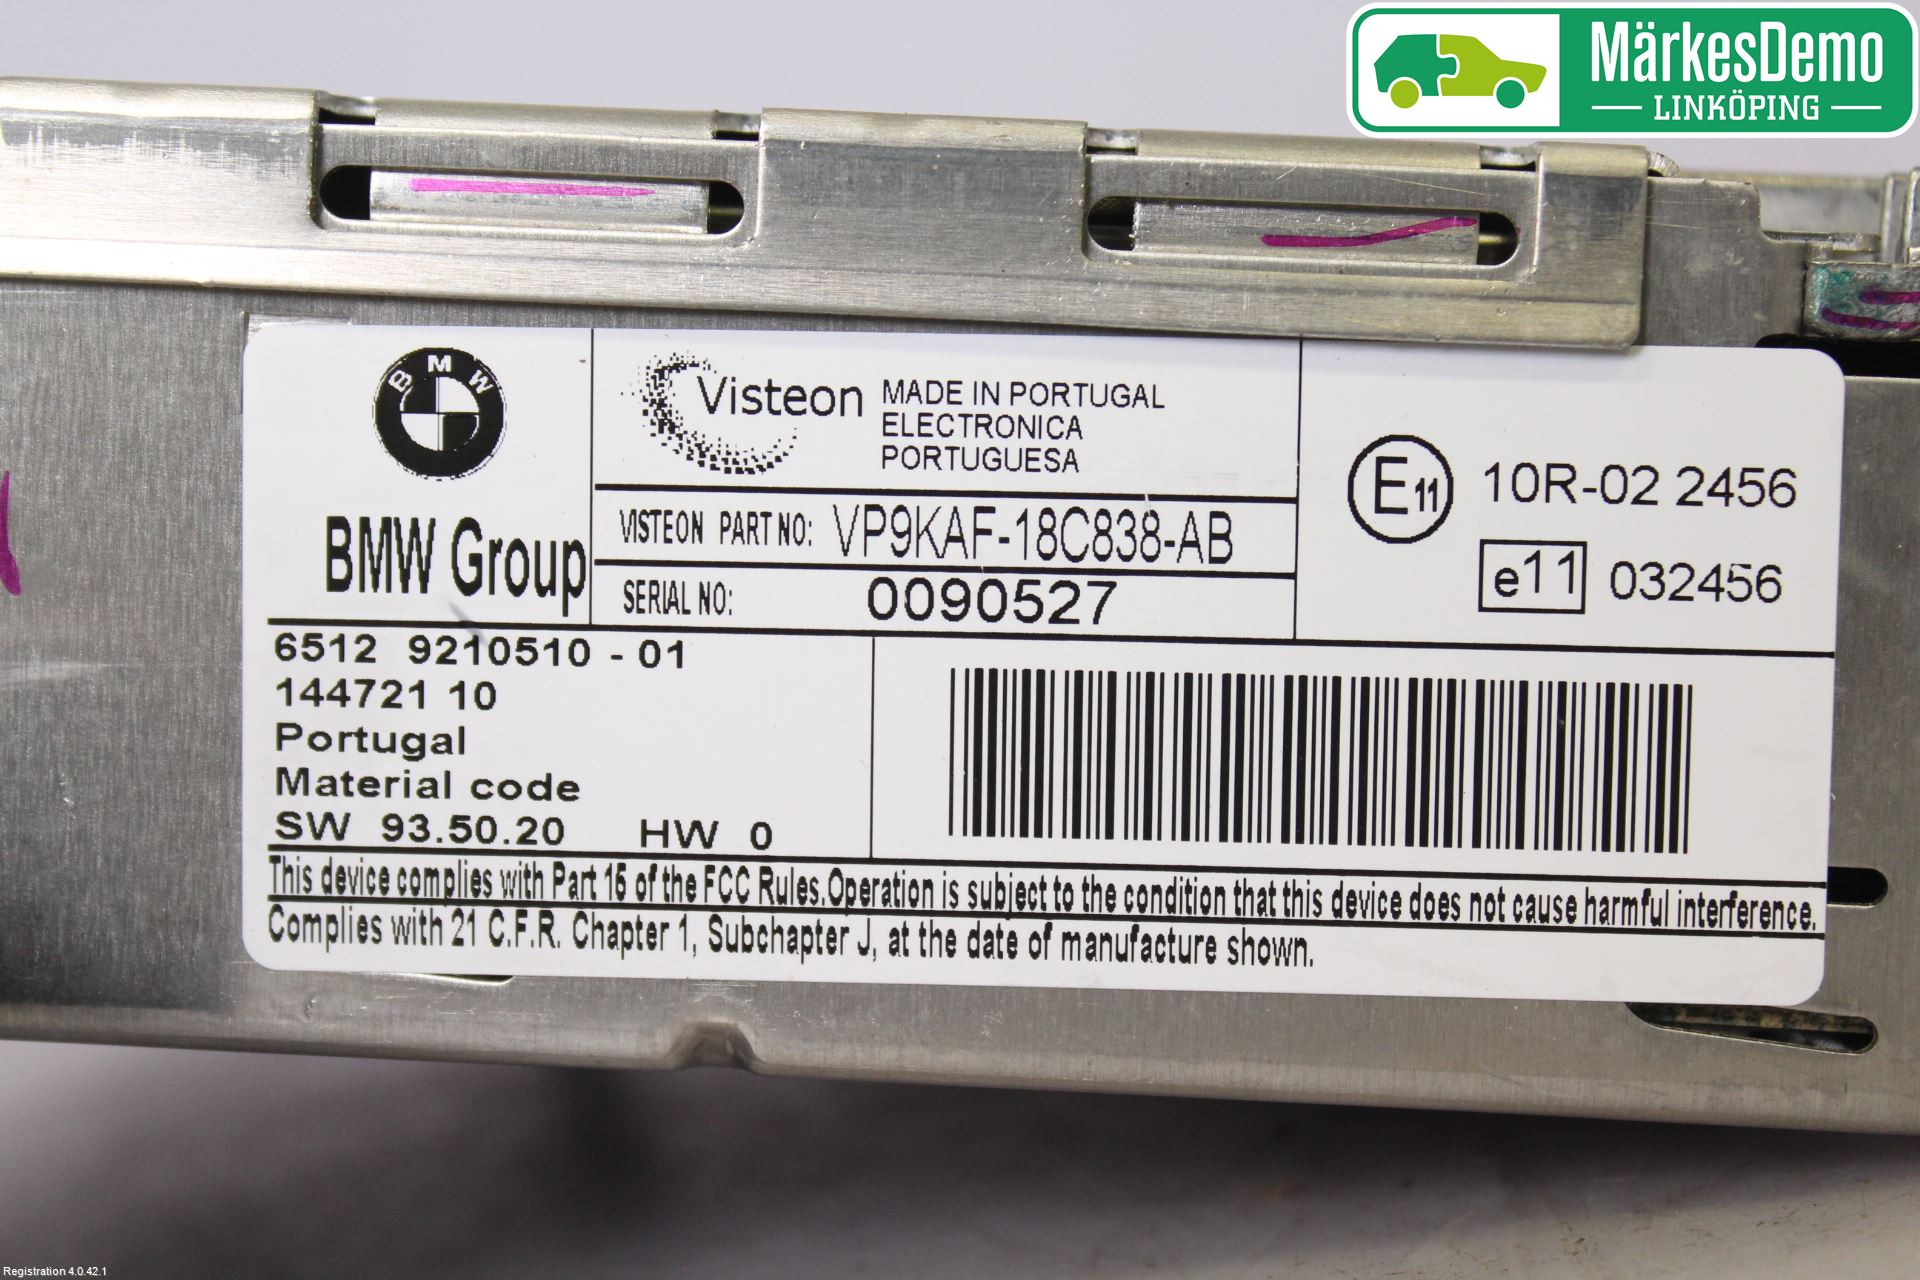 MärkesDemo
LINKÖPING
BMW
BMW Group
Visteon
MADE IN PORTUGAL
ELECTRONICA
PORTUGUESA
VISTEON PART NO: VP9KAF-18C838-AB
SERIAL NO: 0090527
E11 10R-02 2456
e11 032456
6512 9210510 - 01
144721 10
Portugal
Material code
SW 93.50.20 HW 0
This device complies with Part 15 of the FCC Rules.Operation is subject to the condition that this device does not cause harmful interference.
Complies with 21 C.F.R. Chapter 1, Subchapter J, at the date of manufacture shown.
Registration 4.0.42.1